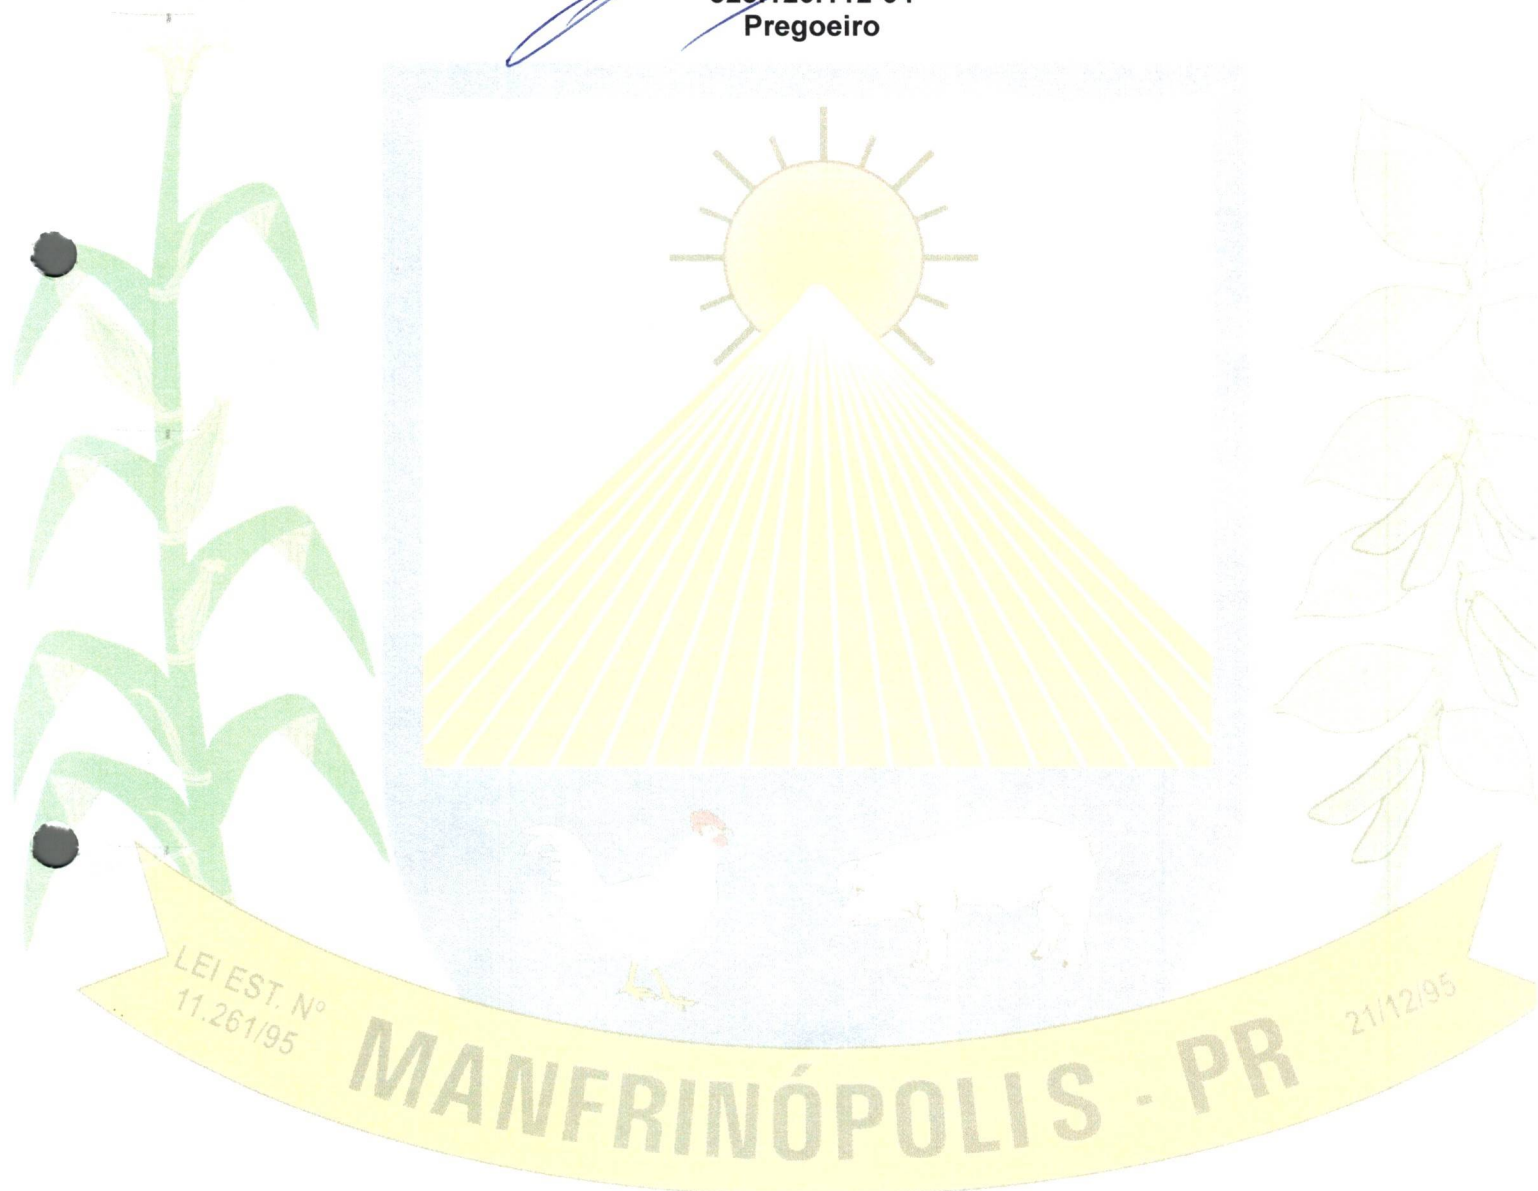 Pregoeiro
LEI EST. Nº
11.261/95
MANFRINÓPOLIS - PR
21/12/95